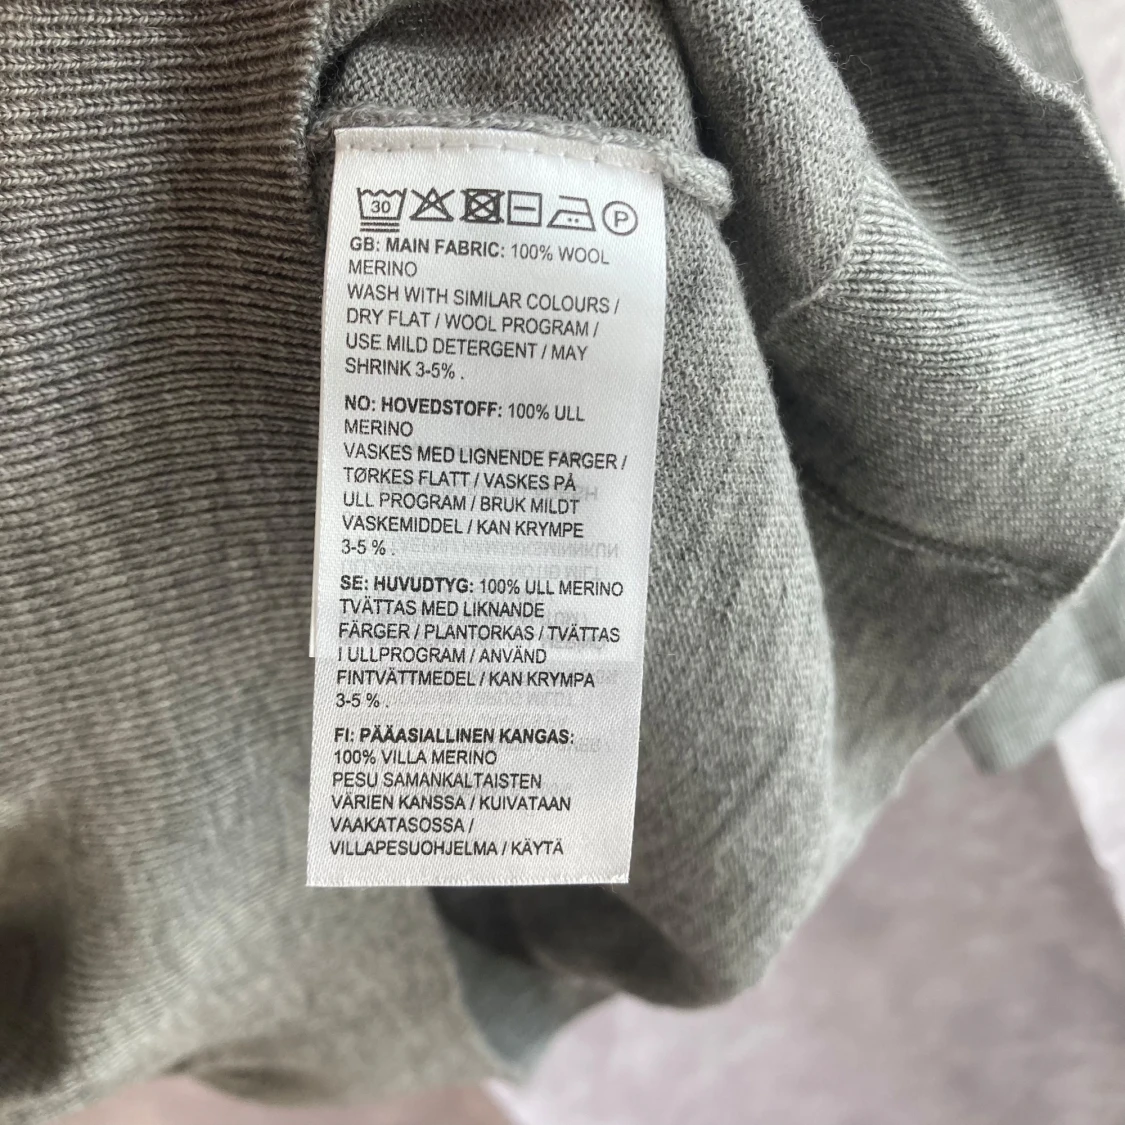 30 P
GB: MAIN FABRIC: 100% WOOL
MERINO
WASH WITH SIMILAR COLOURS /
DRY FLAT / WOOL PROGRAM /
USE MILD DETERGENT / MAY
SHRINK 3-5% .
NO: HOVEDSTOFF: 100% ULL
MERINO
VASKES MED LIGNENDE FARGER /
TØRKES FLATT / VASKES PÅ
ULL PROGRAM / BRUK MILDT
VASKEMIDDEL / KAN KRYMPE
3-5 % .
SE: HUVUDTYG: 100% ULL MERINO
TVÄTTAS MED LIKNANDE
FÄRGER / PLANTORKAS / TVÄTTAS
I ULLPROGRAM / ANVÄND
FINTVÄTTMEDEL / KAN KRYMPA
3-5 % .
FI: PÄÄASIALLINEN KANGAS:
100% VILLA MERINO
PESU SAMANKALTAISTEN
VÄRIEN KANSSA / KUIVATAAN
VAAKATASOSSA /
VILLAPESUOHJELMA / KÄYTÄ